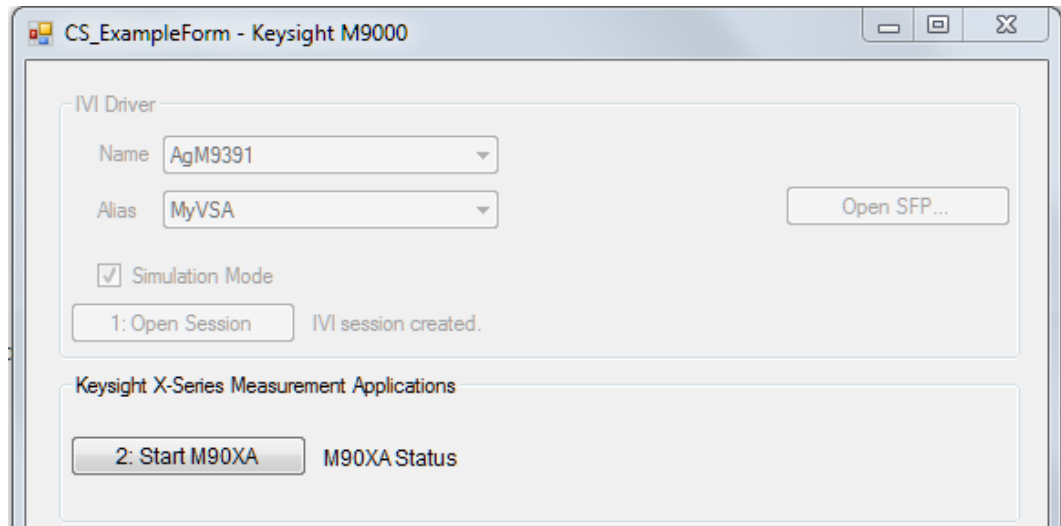 CS_ExampleForm - Keysight M9000
IVI Driver
Name AgM9391
Alias MyVSA
Open SFP...
Simulation Mode
1: Open Session IVI session created.
Keysight X-Series Measurement Applications
2: Start M90XA M90XA Status